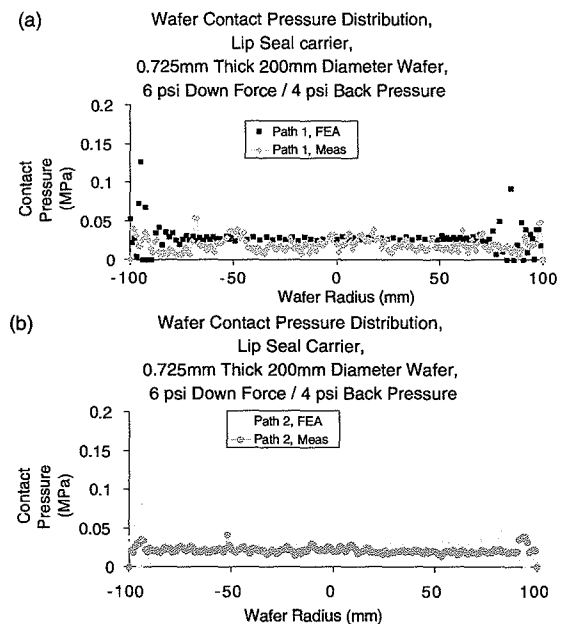 (a)
Wafer Contact Pressure Distribution,
Lip Seal carrier,
0.725mm Thick 200mm Diameter Wafer,
6 psi Down Force / 4 psi Back Pressure
0.2
0.15
0.1
0.05
0
Contact
Pressure
(MPa)
Path 1, FEA
Path 1, Meas
-100
-50
0
50
100
Wafer Radius (mm)
(b)
Wafer Contact Pressure Distribution,
Lip Seal Carrier,
0.725mm Thick 200mm Diameter Wafer,
6 psi Down Force / 4 psi Back Pressure
0.2
0.15
0.1
0.05
0
Contact
Pressure
(MPa)
Path 2, FEA
Path 2, Meas
-100
-50
0
50
100
Wafer Radius (mm)